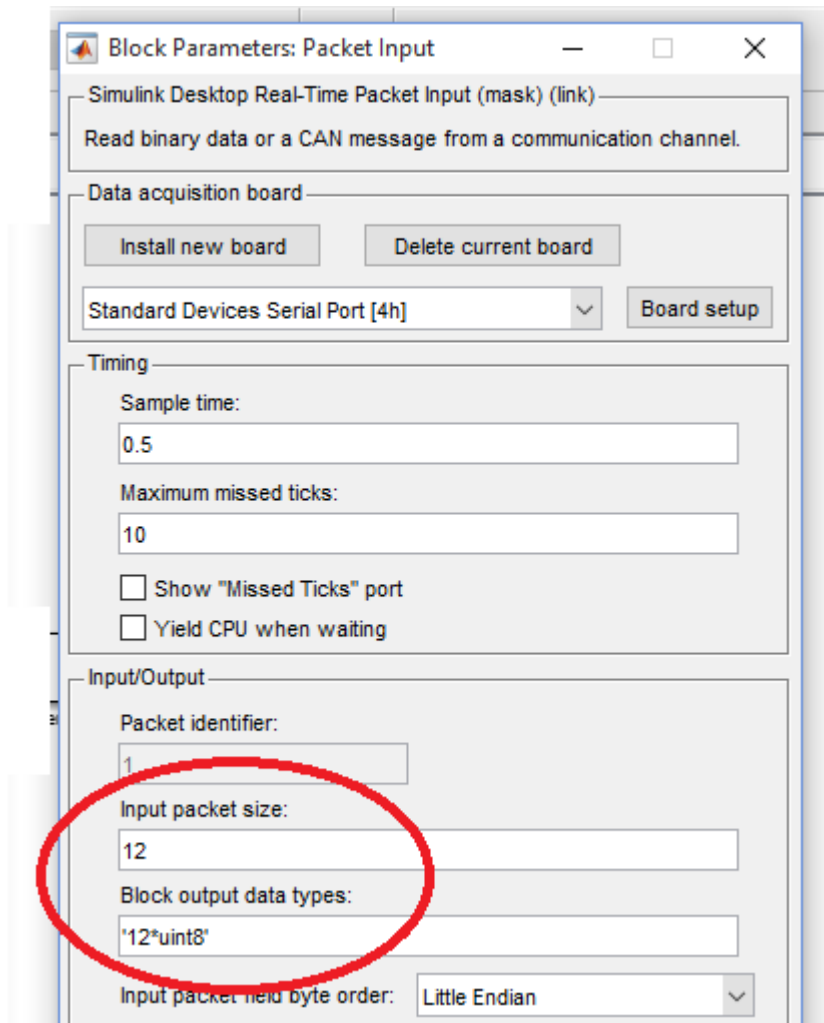 Block Parameters: Packet Input
Simulink Desktop Real-Time Packet Input (mask) (link)
Read binary data or a CAN message from a communication channel.
Data acquisition board
Install new board
Delete current board
Standard Devices Serial Port [4h]
Board setup
Timing
Sample time:
0.5
Maximum missed ticks:
10
Show "Missed Ticks" port
Yield CPU when waiting
Input/Output
Packet identifier:
1
Input packet size:
12
Block output data types:
'12*uint8'
Input packet field byte order:
Little Endian